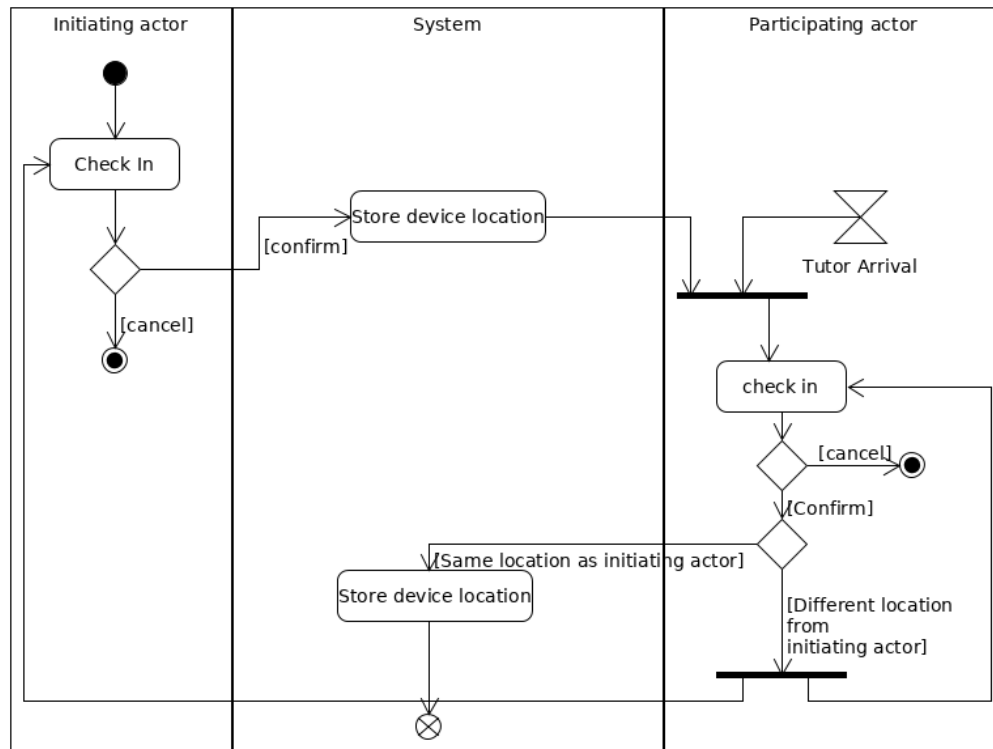 Initiating actor
System
Participating actor
Check In
Store device location
[confirm]
Tutor Arrival
[cancel]
check in
[cancel]
[Confirm]
[Same location as initiating actor]
Store device location
[Different location
from
initiating actor]